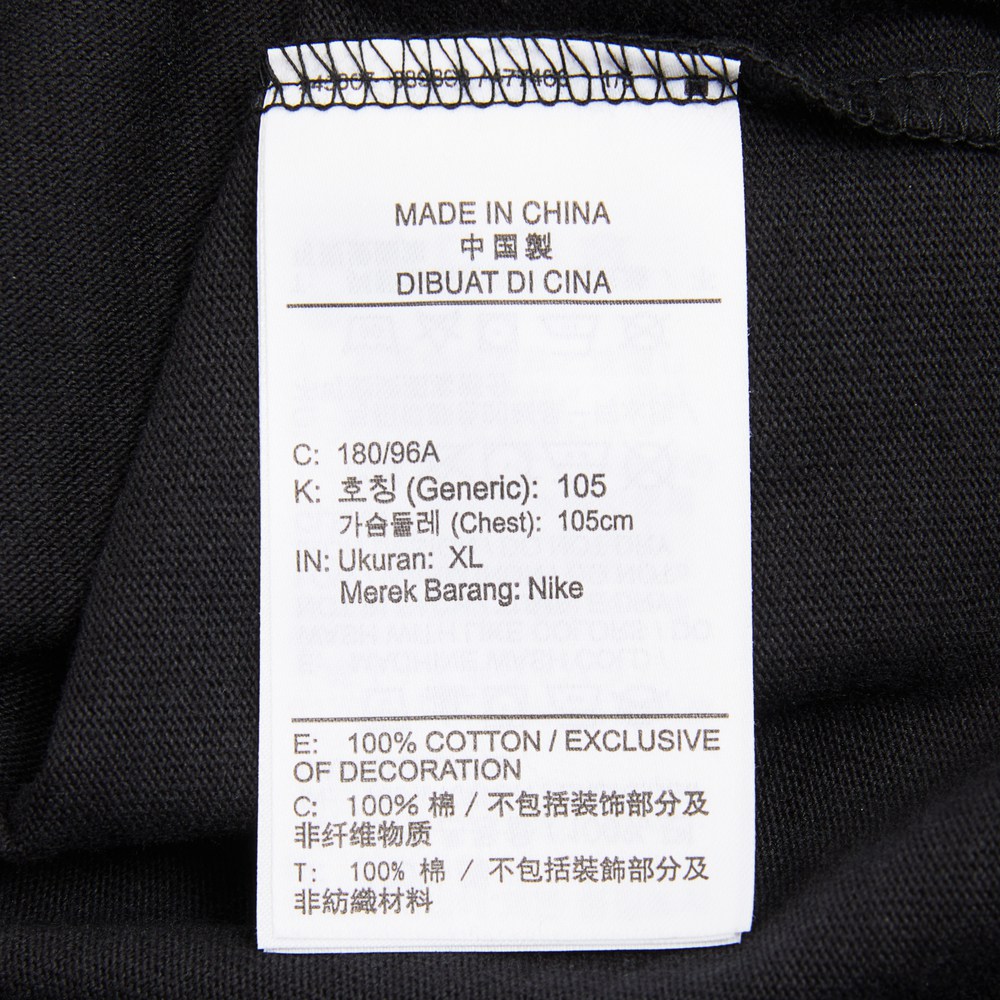 MADE IN CHINA
中国製
DIBUAT DI CINA
C: 180/96A
K: 호칭 (Generic): 105
가슴둘레 (Chest): 105cm
IN: Ukuran: XL
Merek Barang: Nike
E: 100% COTTON / EXCLUSIVE
OF DECORATION
C: 100% 棉 / 不包括装饰部分及
非纤维物质
T: 100% 棉 / 不包括裝飾部分及
非紡織材料